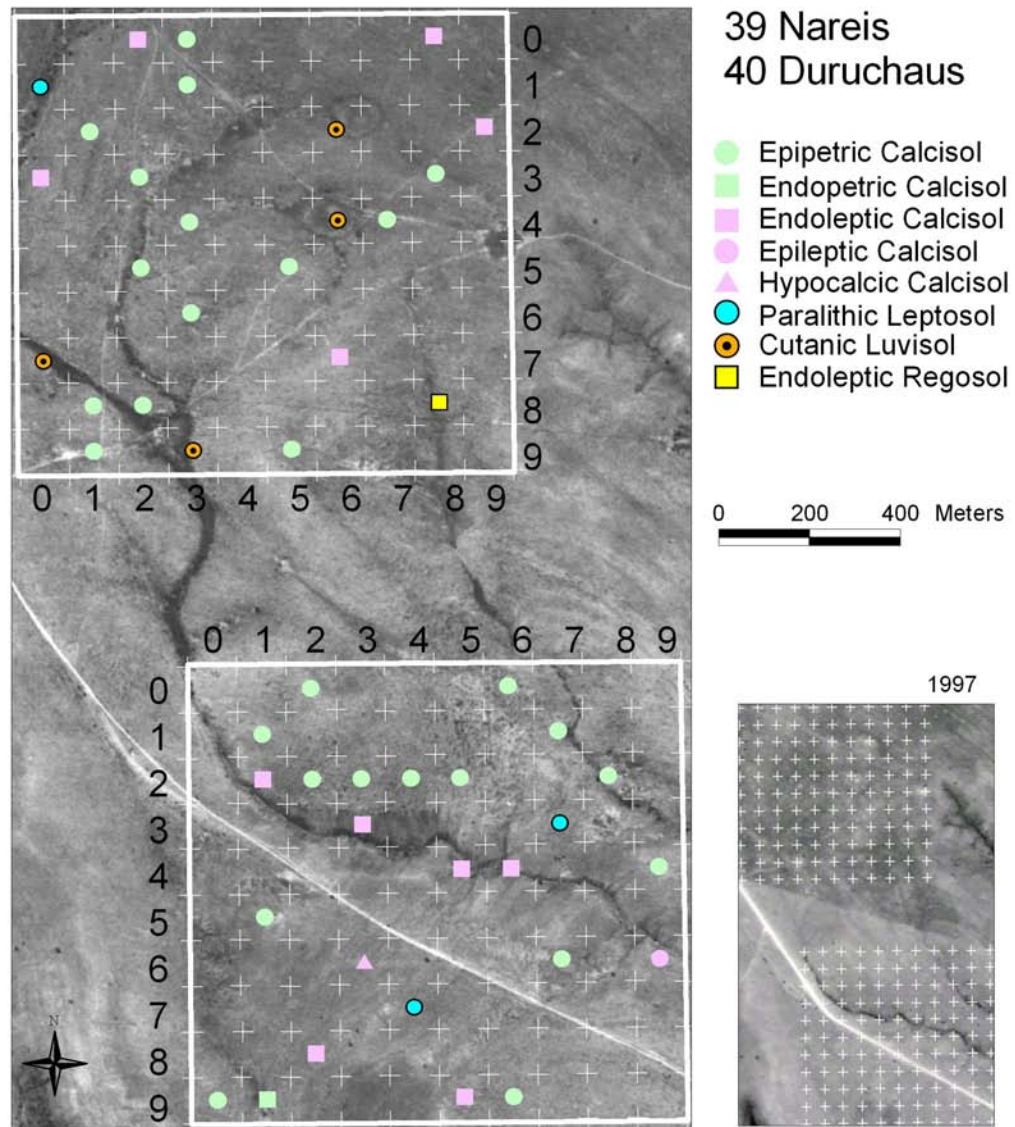 39 Nareis
40 Duruchaus
Epipetric Calcisol
Endopetric Calcisol
Endoleptic Calcisol
Epileptic Calcisol
Hypocalcic Calcisol
Paralithic Leptosol
Cutanic Luvisol
Endoleptic Regosol
0 200 400 Meters
0
1
2
3
4
5
6
7
8
9
0 1 2 3 4 5 6 7 8 9
0 1 2 3 4 5 6 7 8 9
0
1
2
3
4
5
6
7
8
9
N
1997